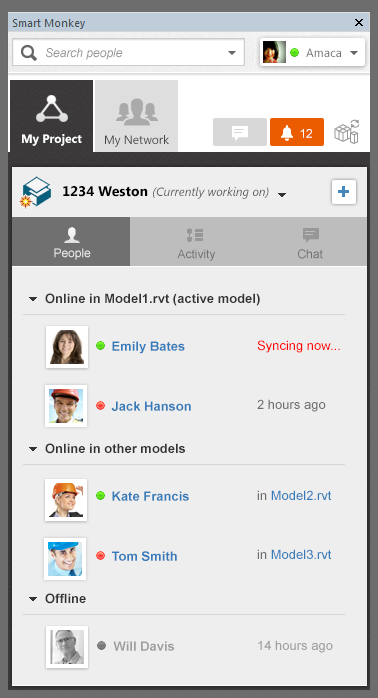 Smart Monkey
Search people
Amaca
My Project
My Network
12
1234 Weston (Currently working on)
People
Activity
Chat
Online in Model1.rvt (active model)
Emily Bates
Syncing now...
Jack Hanson
2 hours ago
Online in other models
Kate Francis
in Model2.rvt
Tom Smith
in Model3.rvt
Offline
Will Davis
14 hours ago